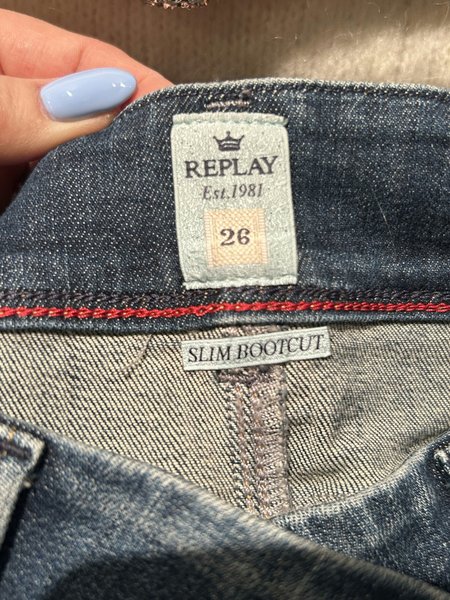 REPLAY
Est.1981
26
SLIM BOOTCUT